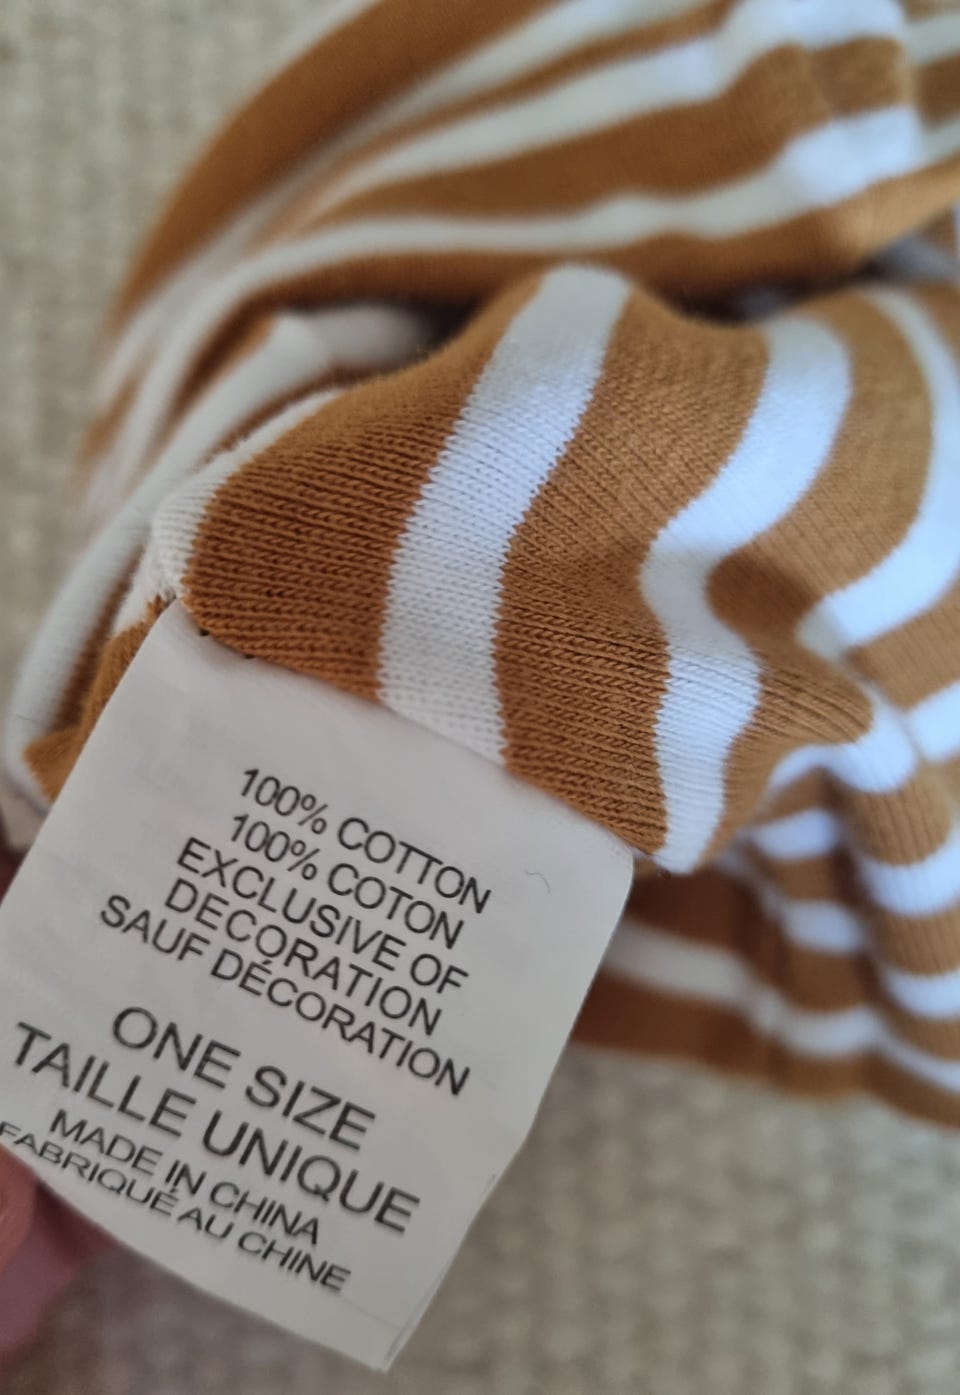 100% COTTON
100% COTON
EXCLUSIVE OF
DECORATION
SAUF DÉCORATION
ONE SIZE
TAILLE UNIQUE
MADE IN CHINA
FABRIQUÉ AU CHINE